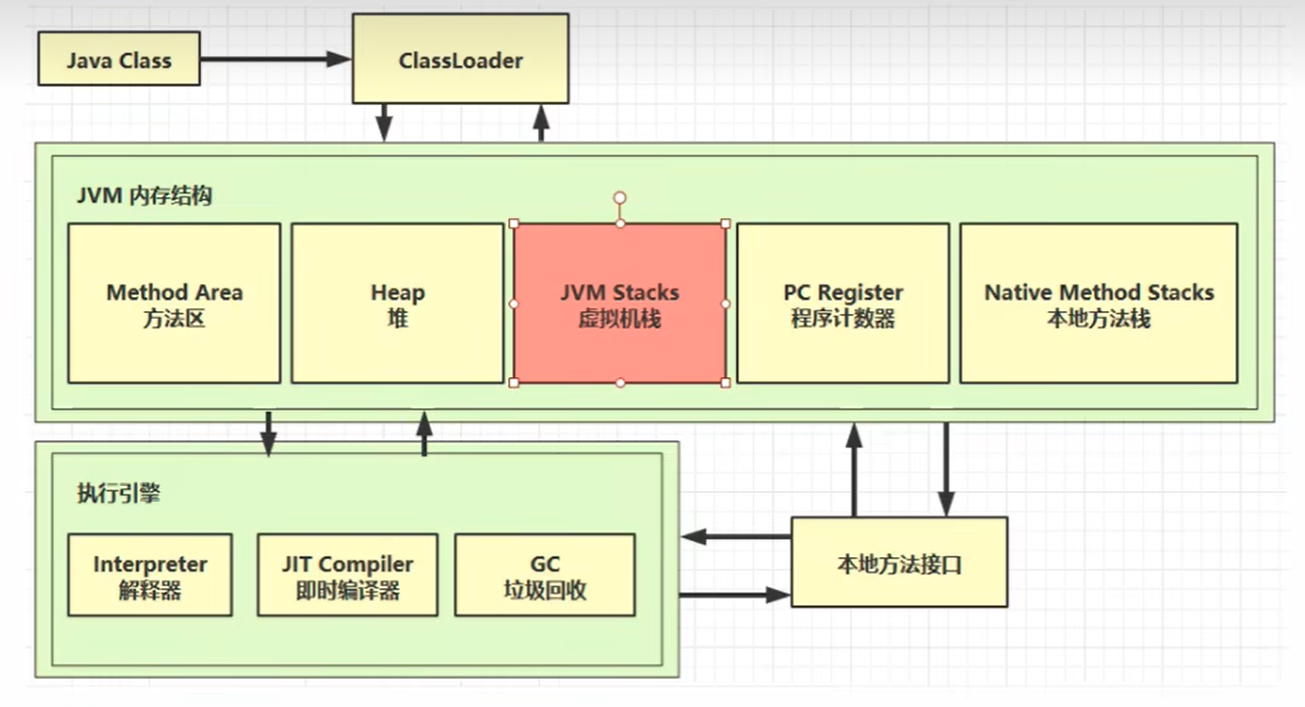 Java Class
ClassLoader
JVM 内存结构
Method Area
方法区
Heap
堆
JVM Stacks
虚拟机栈
PC Register
程序计数器
Native Method Stacks
本地方法栈
执行引擎
Interpreter
解释器
JIT Compiler
即时编译器
GC
垃圾回收
本地方法接口